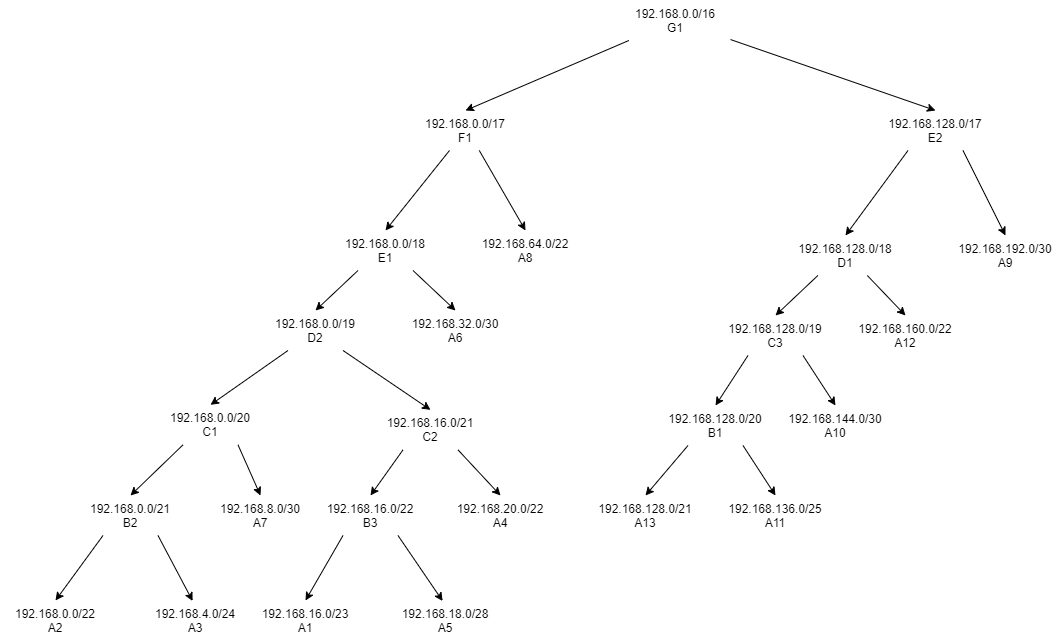 192.168.0.0/16
G1
192.168.0.0/17
F1
192.168.128.0/17
E2
192.168.0.0/18
E1
192.168.64.0/22
A8
192.168.128.0/18
D1
192.168.192.0/30
A9
192.168.0.0/19
D2
192.168.32.0/30
A6
192.168.128.0/19
C3
192.168.160.0/22
A12
192.168.0.0/20
C1
192.168.16.0/21
C2
192.168.128.0/20
B1
192.168.144.0/30
A10
192.168.0.0/21
B2
192.168.8.0/30
A7
192.168.16.0/22
B3
192.168.20.0/22
A4
192.168.128.0/21
A13
192.168.136.0/25
A11
192.168.0.0/22
A2
192.168.4.0/24
A3
192.168.16.0/23
A1
192.168.18.0/28
A5